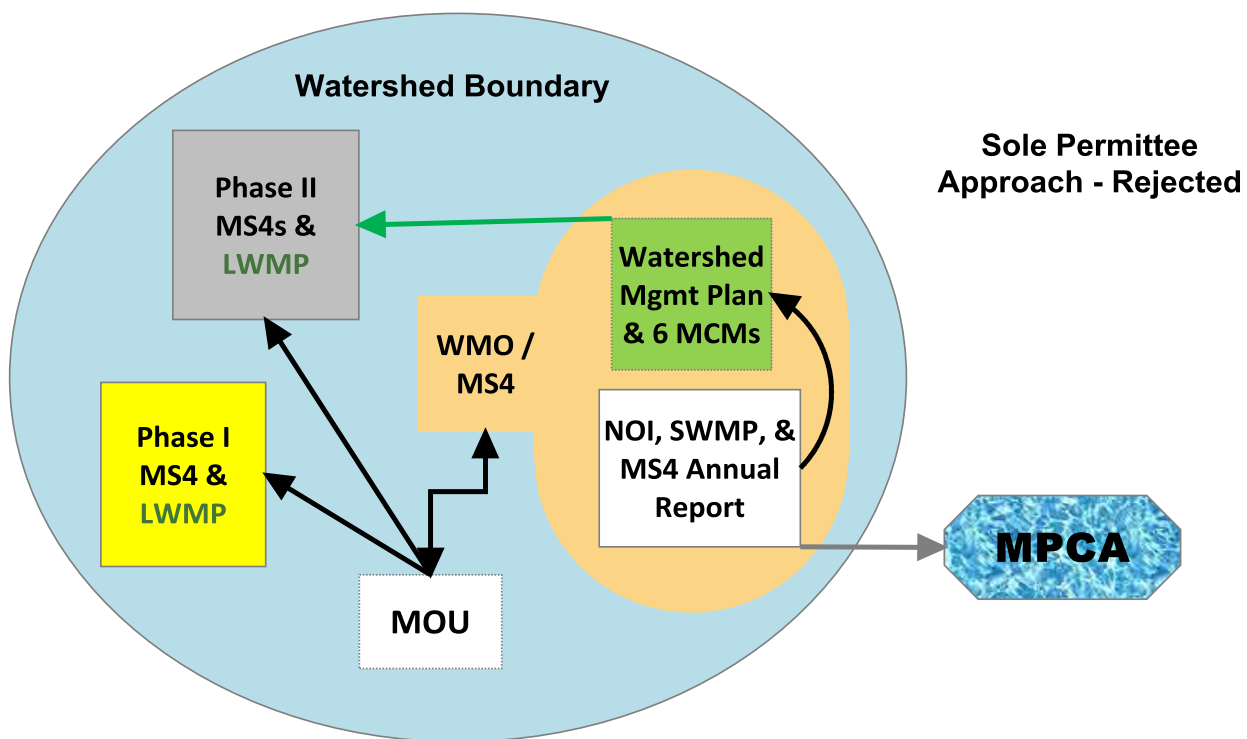 Watershed Boundary
Sole Permittee
Approach - Rejected
Phase II
MS4s &
LWMP
Watershed
Mgmt Plan
& 6 MCMs
WMO /
MS4
Phase I
MS4 &
LWMP
NOI, SWMP, &
MS4 Annual
Report
MPCA
MOU